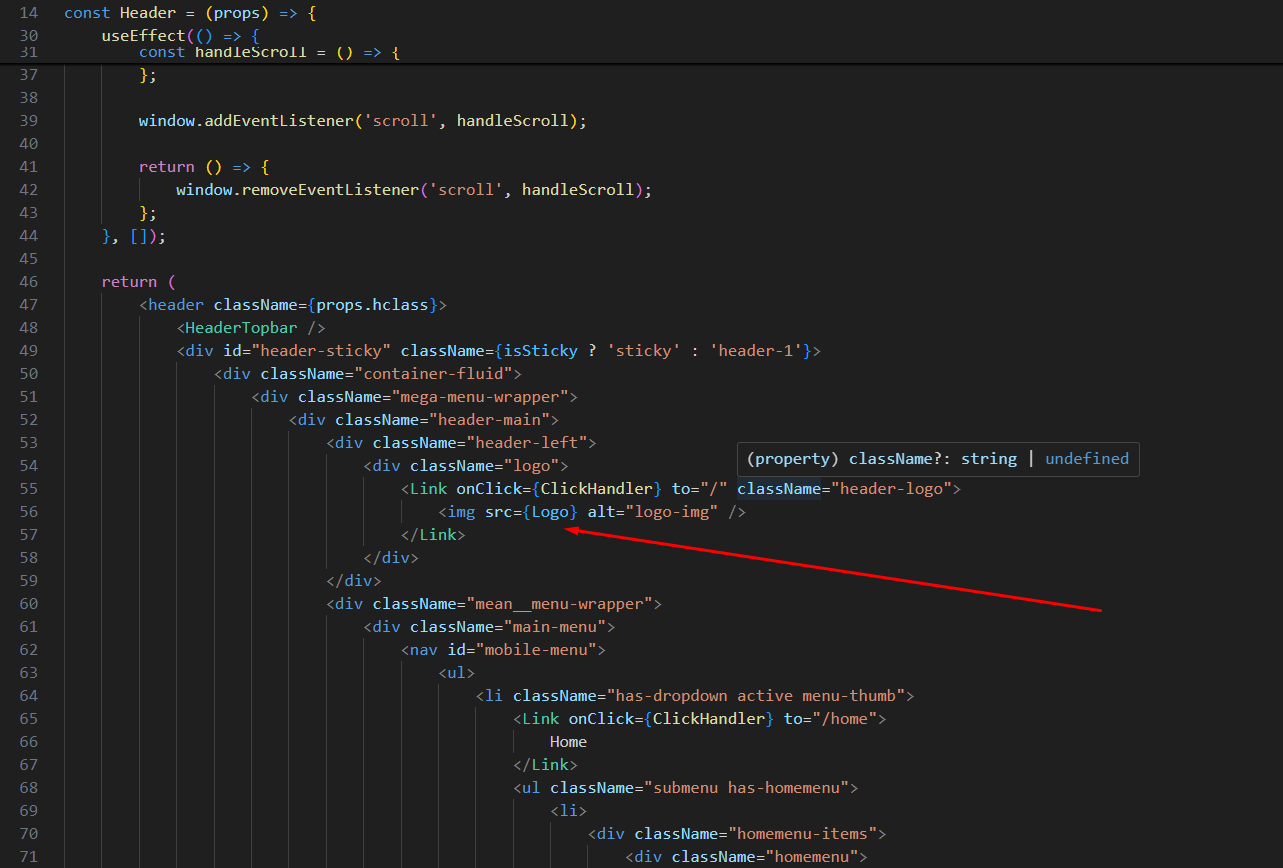 14 const Header = (props) => {
30 useEffect(() => {
31 const handleScroll = () => {
37 };
38
39 window.addEventListener('scroll', handleScroll);
40
41 return () => {
42 window.removeEventListener('scroll', handleScroll);
43 };
44 }, []);
45
46 return (
47 <header className={props.hclass}>
48 <HeaderTopbar />
49 <div id="header-sticky" className={isSticky ? 'sticky' : 'header-1'}>
50 <div className="container-fluid">
51 <div className="mega-menu-wrapper">
52 <div className="header-main">
53 <div className="header-left">
(property) className?: string | undefined
54 <div className="logo">
55 <Link onClick={ClickHandler} to="/" className="header-logo">
56 <img src={Logo} alt="logo-img" />
57 </Link>
58 </div>
59 </div>
60 <div className="mean__menu-wrapper">
61 <div className="main-menu">
62 <nav id="mobile-menu">
63 <ul>
64 <li className="has-dropdown active menu-thumb">
65 <Link onClick={ClickHandler} to="/home">
66 Home
67 </Link>
68 <ul className="submenu has-homemenu">
69 <li>
70 <div className="homemenu-items">
71 <div className="homemenu">